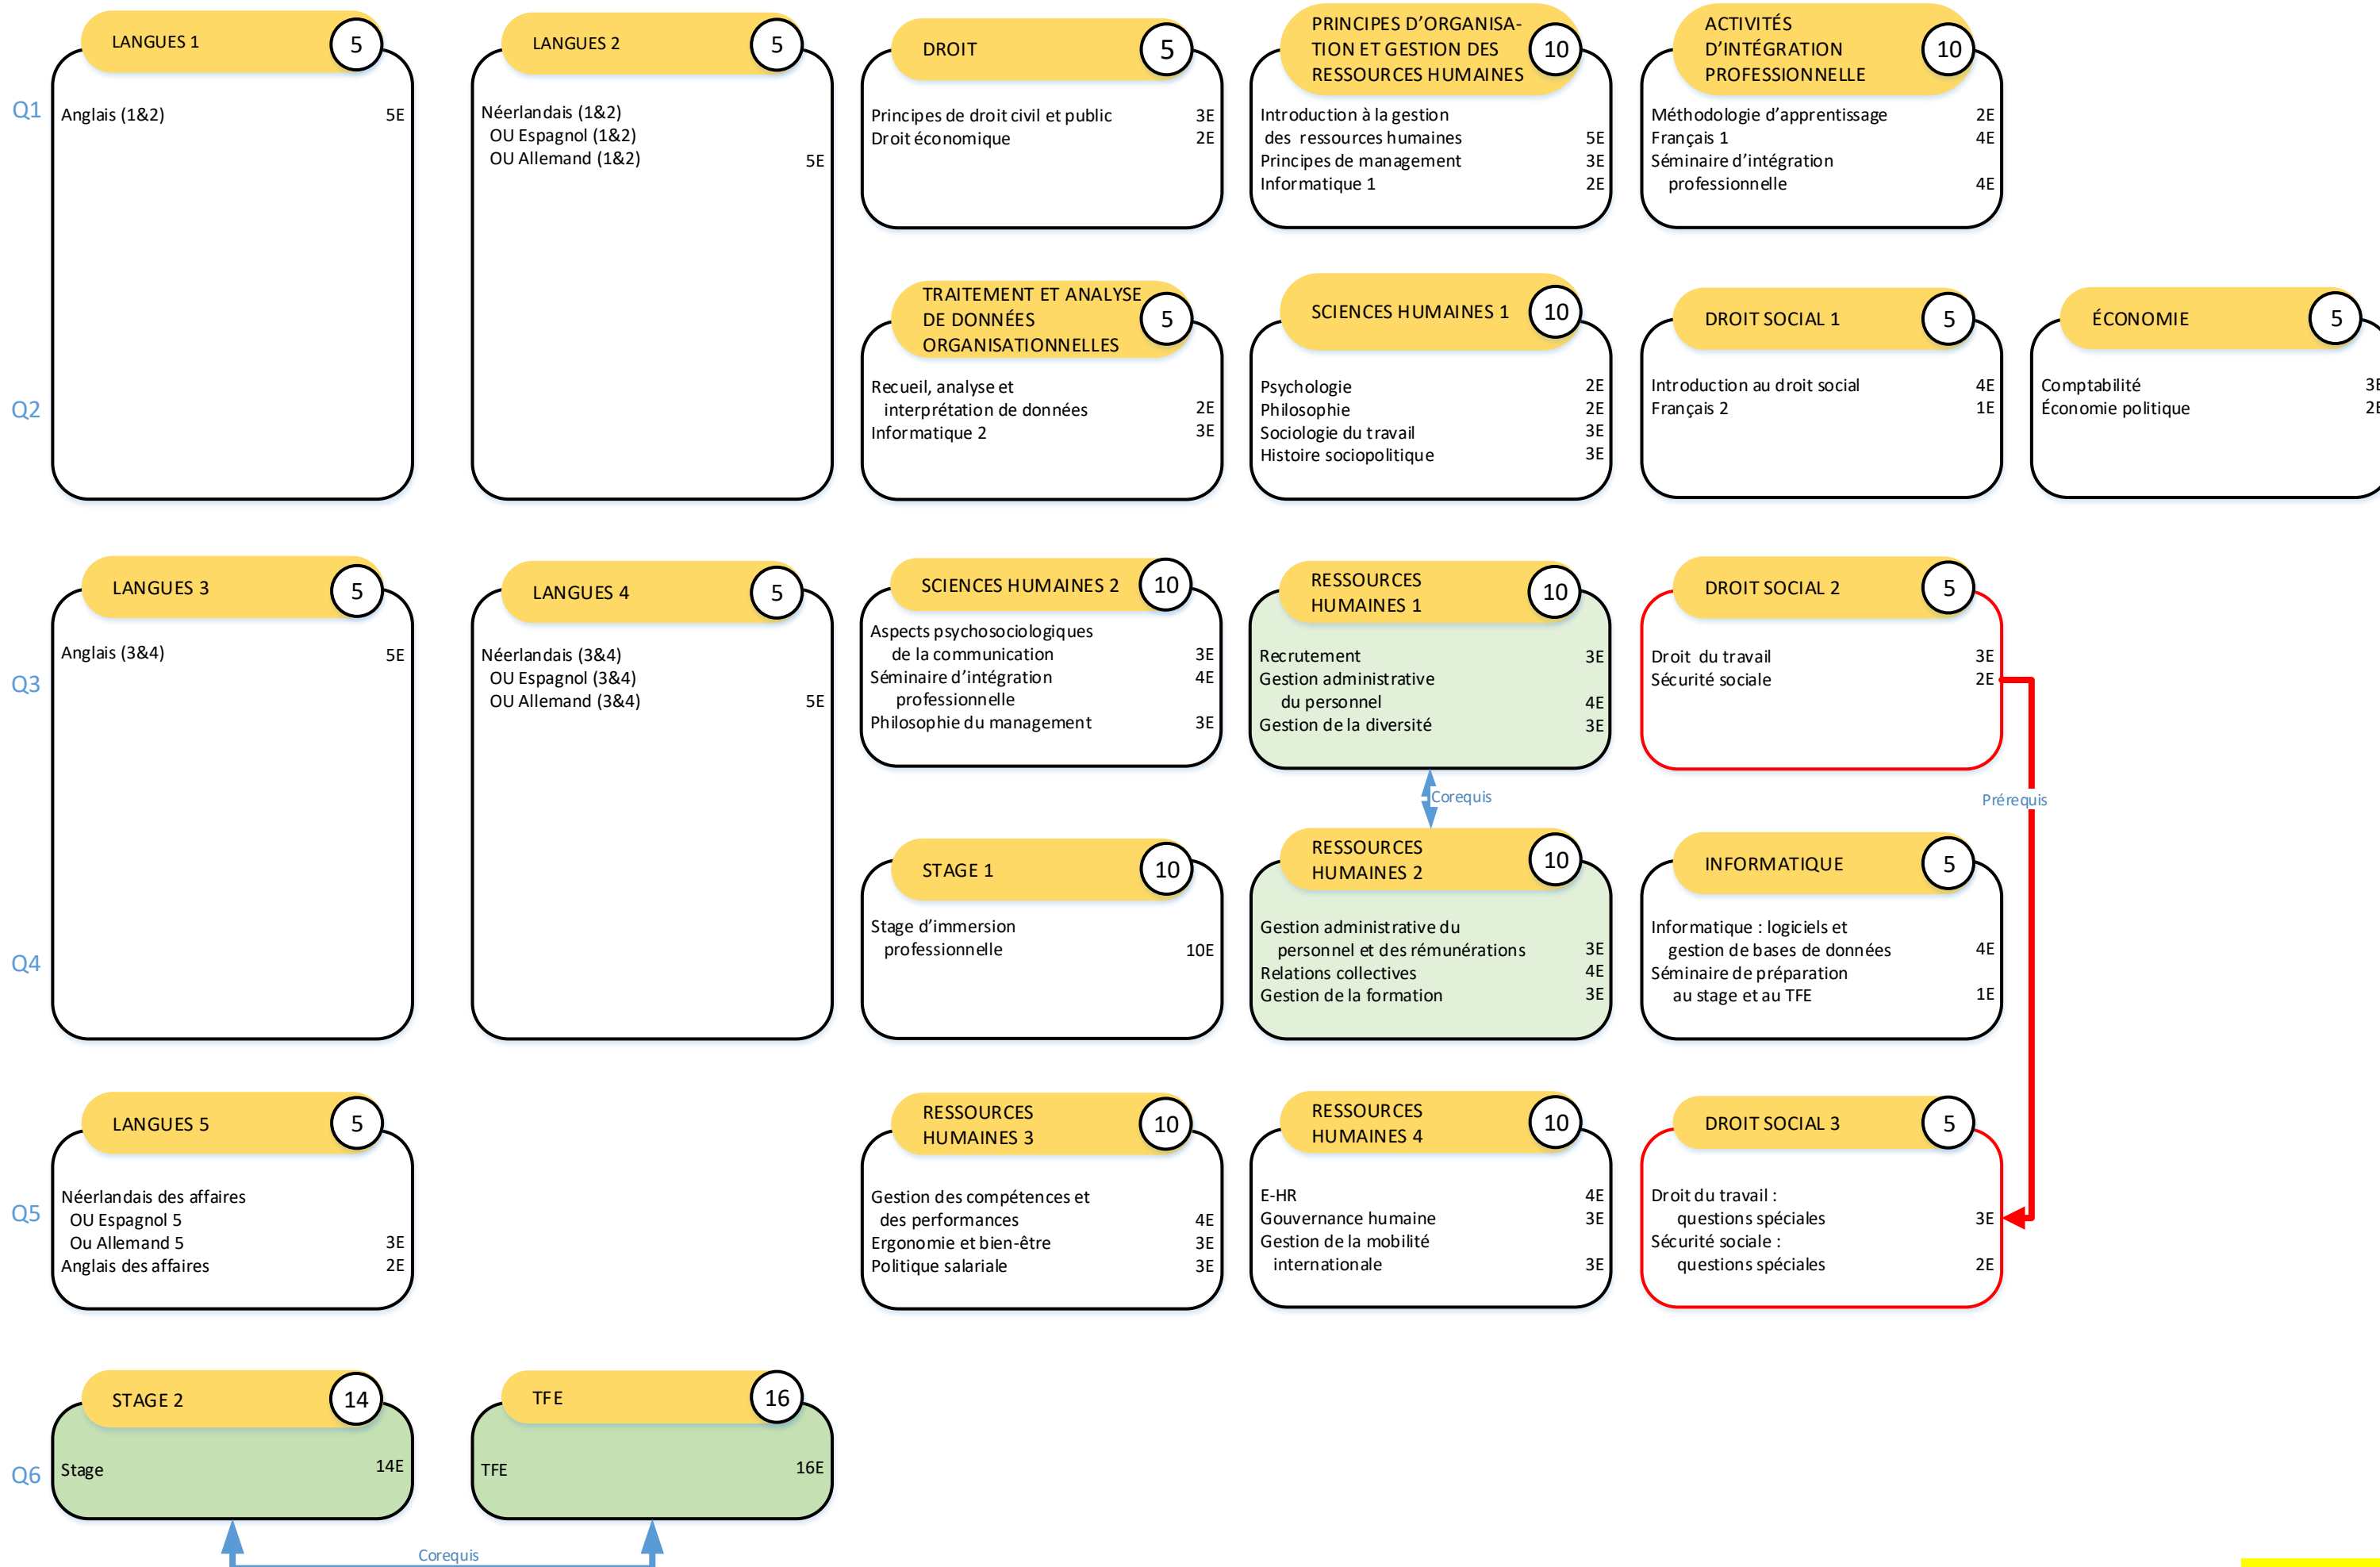 LANGUES 1
5
Anglais (1&2) 5E
LANGUES 2
5
Néerlandais (1&2)
OU Espagnol (1&2)
OU Allemand (1&2) 5E
DROIT
5
Principes de droit civil et public 3E
Droit économique 2E
PRINCIPES D’ORGANISA-
TION ET GESTION DES
RESSOURCES HUMAINES
10
Introduction à la gestion
des ressources humaines 5E
Principes de management 3E
Informatique 1 2E
ACTIVITÉS
D’INTÉGRATION
PROFESSIONNELLE
10
Méthodologie d’apprentissage 2E
Français 1 4E
Séminaire d’intégration
professionnelle 4E
Q1
TRAITEMENT ET ANALYSE
DE DONNÉES
ORGANISATIONNELLES
5
Recueil, analyse et
interprétation de données 2E
Informatique 2 3E
SCIENCES HUMAINES 1
10
Psychologie 2E
Philosophie 2E
Sociologie du travail 3E
Histoire sociopolitique 3E
DROIT SOCIAL 1
5
Introduction au droit social 4E
Français 2 1E
ÉCONOMIE
5
Comptabilité 3E
Économie politique 2E
Q2
LANGUES 3
5
Anglais (3&4) 5E
LANGUES 4
5
Néerlandais (3&4)
OU Espagnol (3&4)
OU Allemand (3&4) 5E
SCIENCES HUMAINES 2
10
Aspects psychosociologiques
de la communication 3E
Séminaire d’intégration 4E
professionnelle
Philosophie du management 3E
RESSOURCES
HUMAINES 1
10
Recrutement 3E
Gestion administrative
du personnel 4E
Gestion de la diversité 3E
DROIT SOCIAL 2
5
Droit du travail 3E
Sécurité sociale 2E
Q3
Corequis
Prérequis
STAGE 1
10
Stage d’immersion
professionnelle 10E
RESSOURCES
HUMAINES 2
10
Gestion administrative du
personnel et des rémunérations 3E
Relations collectives 4E
Gestion de la formation 3E
INFORMATIQUE
5
Informatique : logiciels et
gestion de bases de données 4E
Séminaire de préparation
au stage et au TFE 1E
Q4
LANGUES 5
5
Néerlandais des affaires
OU Espagnol 5
Ou Allemand 5 3E
Anglais des affaires 2E
RESSOURCES
HUMAINES 3
10
Gestion des compétences et
des performances 4E
Ergonomie et bien-être 3E
Politique salariale 3E
RESSOURCES
HUMAINES 4
10
E-HR 4E
Gouvernance humaine 3E
Gestion de la mobilité
internationale 3E
DROIT SOCIAL 3
5
Droit du travail :
questions spéciales 3E
Sécurité sociale :
questions spéciales 2E
Q5
STAGE 2
14
Stage 14E
TFE
16
TFE 16E
Q6
Corequis